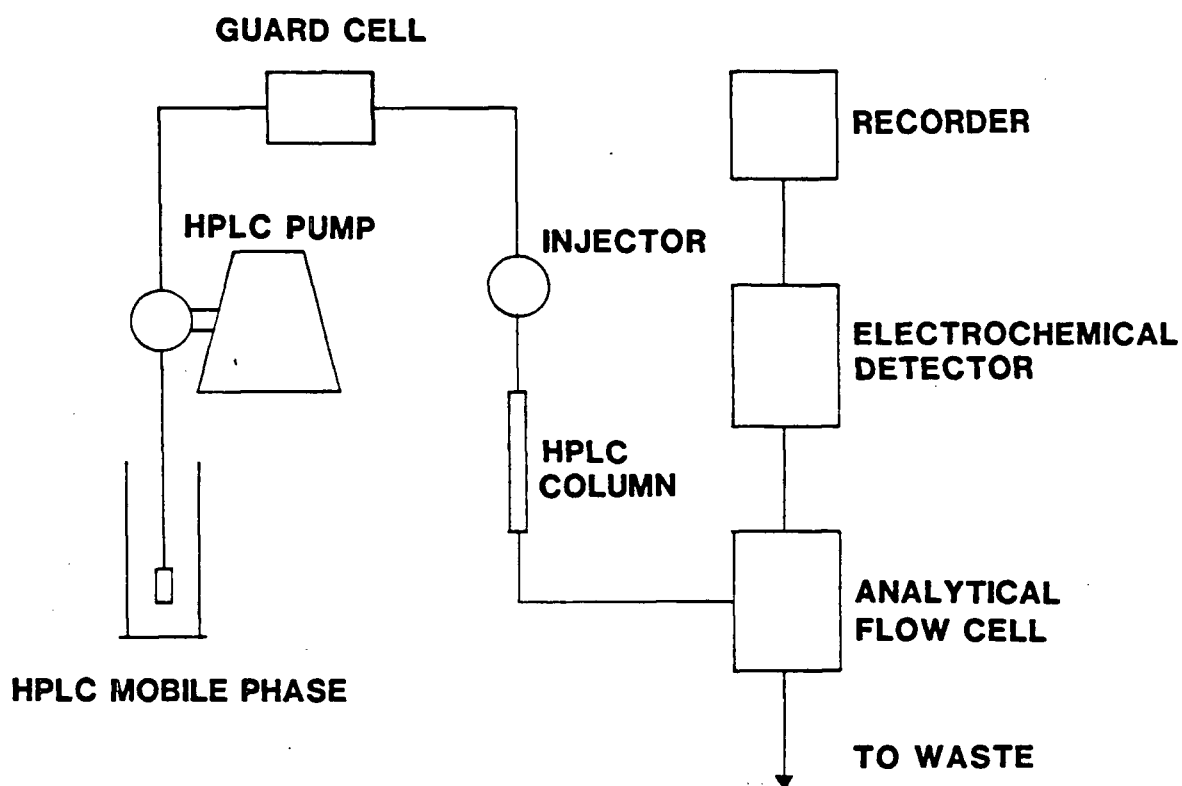 GUARD CELL
RECORDER
HPLC PUMP
INJECTOR
ELECTROCHEMICAL
DETECTOR
HPLC
COLUMN
ANALYTICAL
FLOW CELL
HPLC MOBILE PHASE
TO WASTE